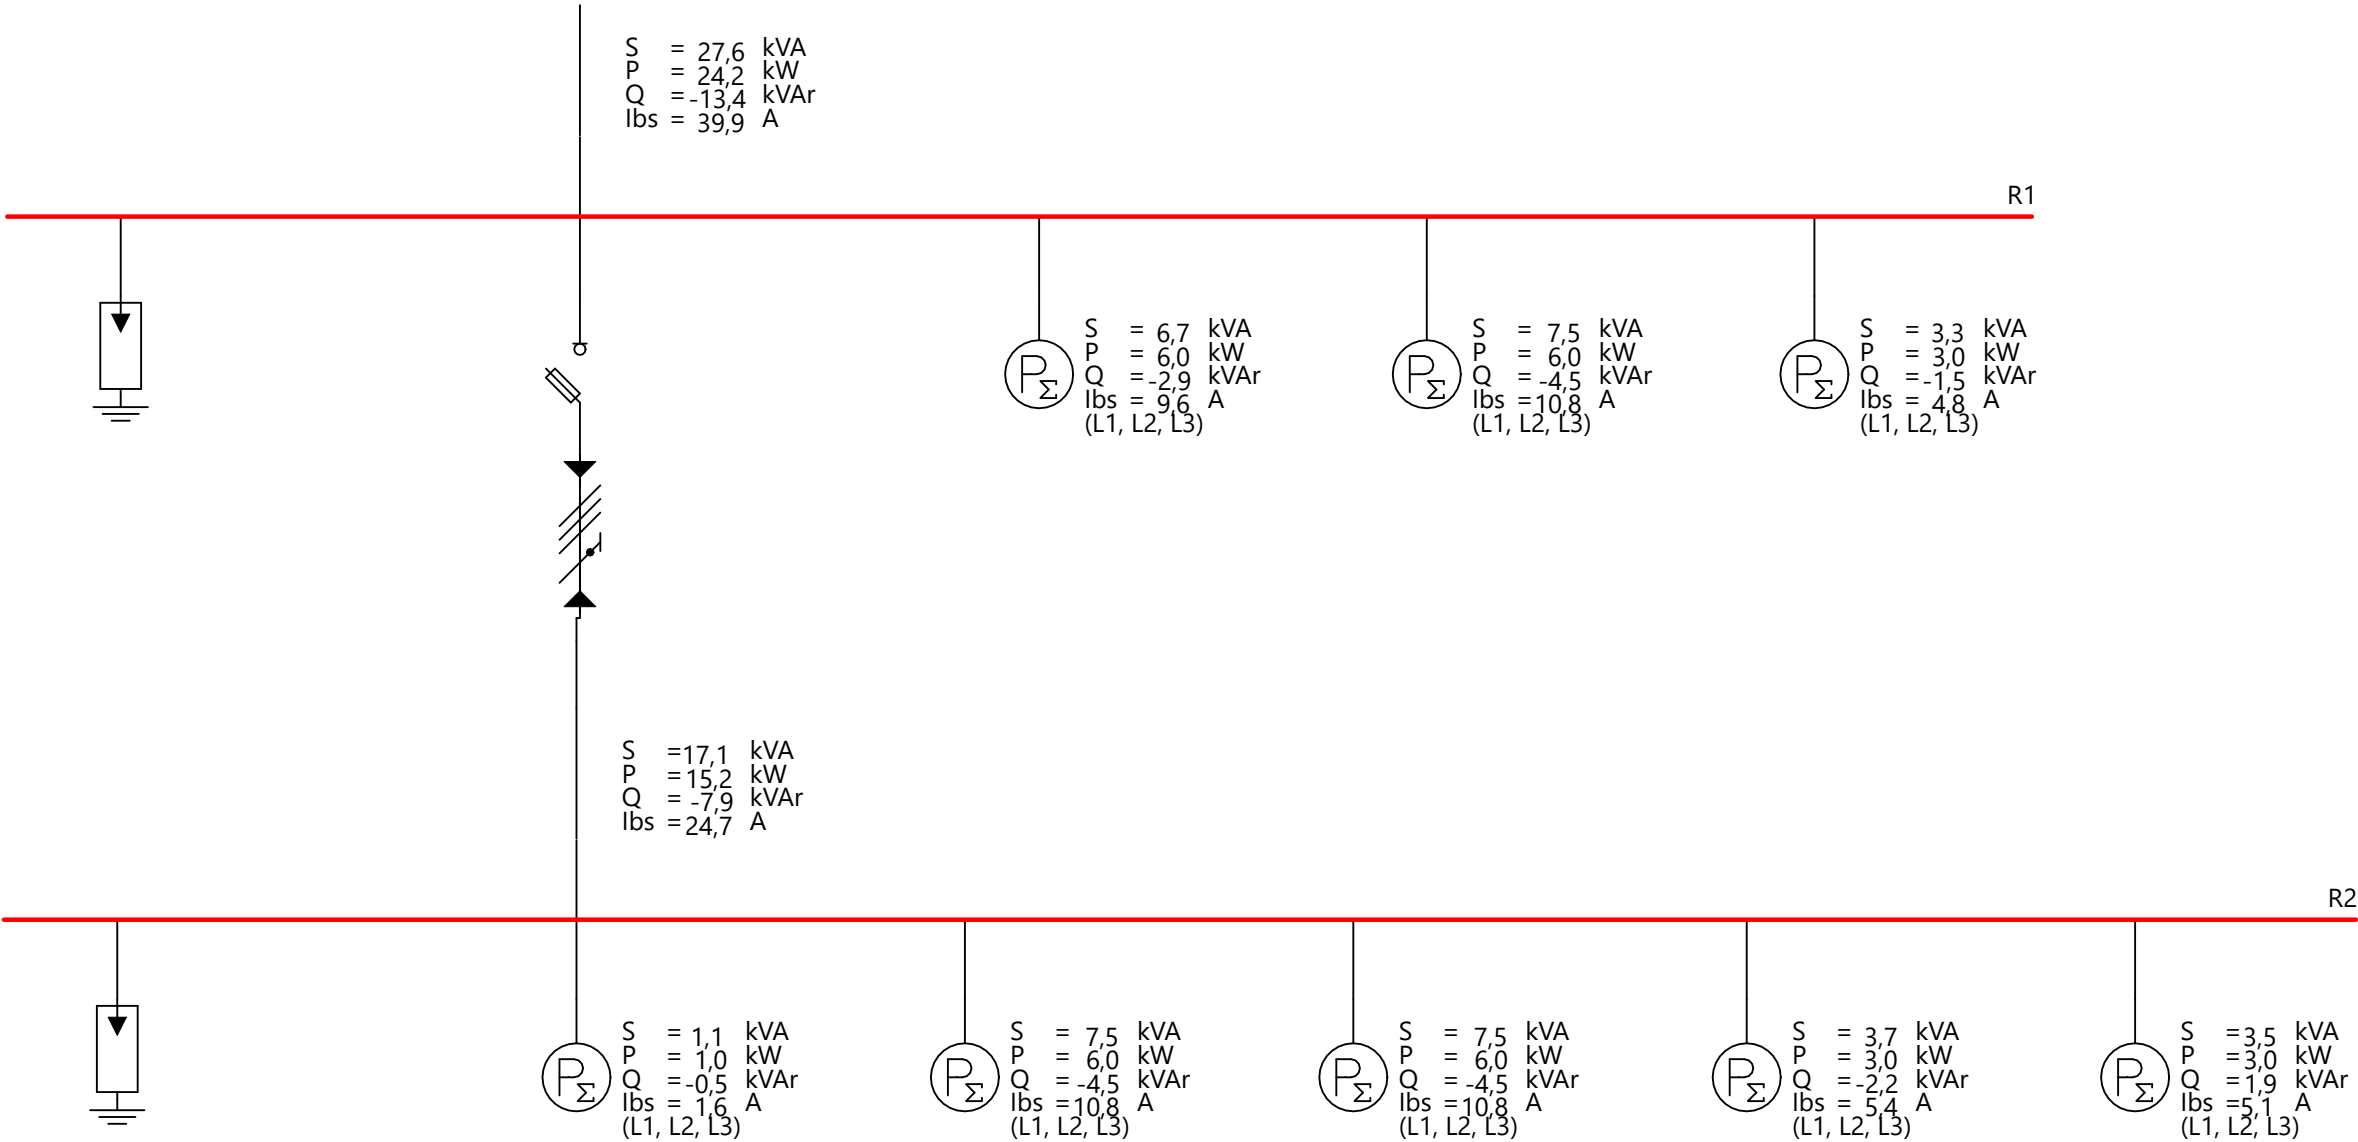 S = 27,6 kVA
P = 24,2 kW
Q = -13,4 kVAr
Ibs = 39,9 A
R1
S = 6,7 kVA
P = 6,0 kW
Q = -2,9 kVAr
Ibs = 9,6 A
(L1, L2, L3)
P Σ
S = 7,5 kVA
P = 6,0 kW
Q = -4,5 kVAr
Ibs = 10,8 A
(L1, L2, L3)
P Σ
S = 3,3 kVA
P = 3,0 kW
Q = -1,5 kVAr
Ibs = 4,8 A
(L1, L2, L3)
P Σ
S = 17,1 kVA
P = 15,2 kW
Q = -7,9 kVAr
Ibs = 24,7 A
R2
S = 1,1 kVA
P = 1,0 kW
Q = -0,5 kVAr
Ibs = 1,6 A
(L1, L2, L3)
P Σ
S = 7,5 kVA
P = 6,0 kW
Q = -4,5 kVAr
Ibs = 10,8 A
(L1, L2, L3)
P Σ
S = 7,5 kVA
P = 6,0 kW
Q = -4,5 kVAr
Ibs = 10,8 A
(L1, L2, L3)
P Σ
S = 3,7 kVA
P = 3,0 kW
Q = -2,2 kVAr
Ibs = 5,4 A
(L1, L2, L3)
P Σ
S = 3,5 kVA
P = 3,0 kW
Q = 1,9 kVAr
Ibs = 5,1 A
(L1, L2, L3)
P Σ